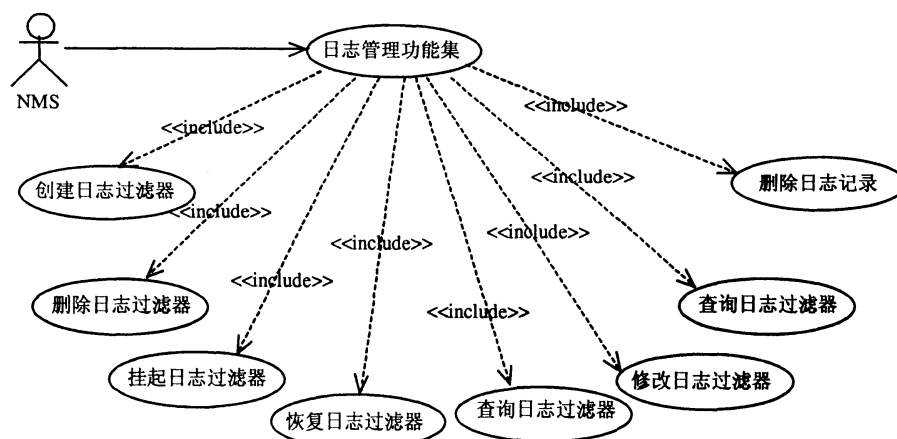 日志管理功能集
NMS
<<include>>
<<include>>
创建日志过滤器
<<include>>
删除日志记录
<<include>>
<<include>>
<<include>>
<<include>>
删除日志过滤器
查询日志过滤器
<<include>>
挂起日志过滤器
修改日志过滤器
恢复日志过滤器
查询日志过滤器